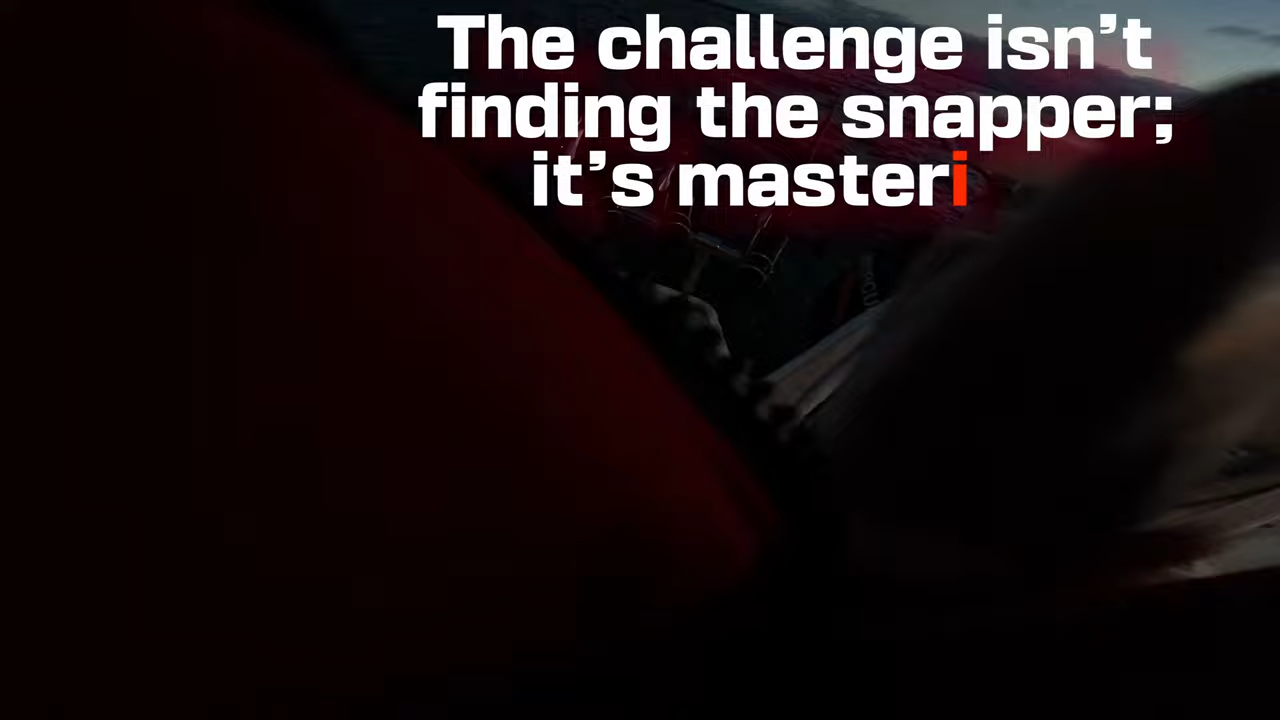 The challenge isn’t
finding the snapper;
it’s masteri